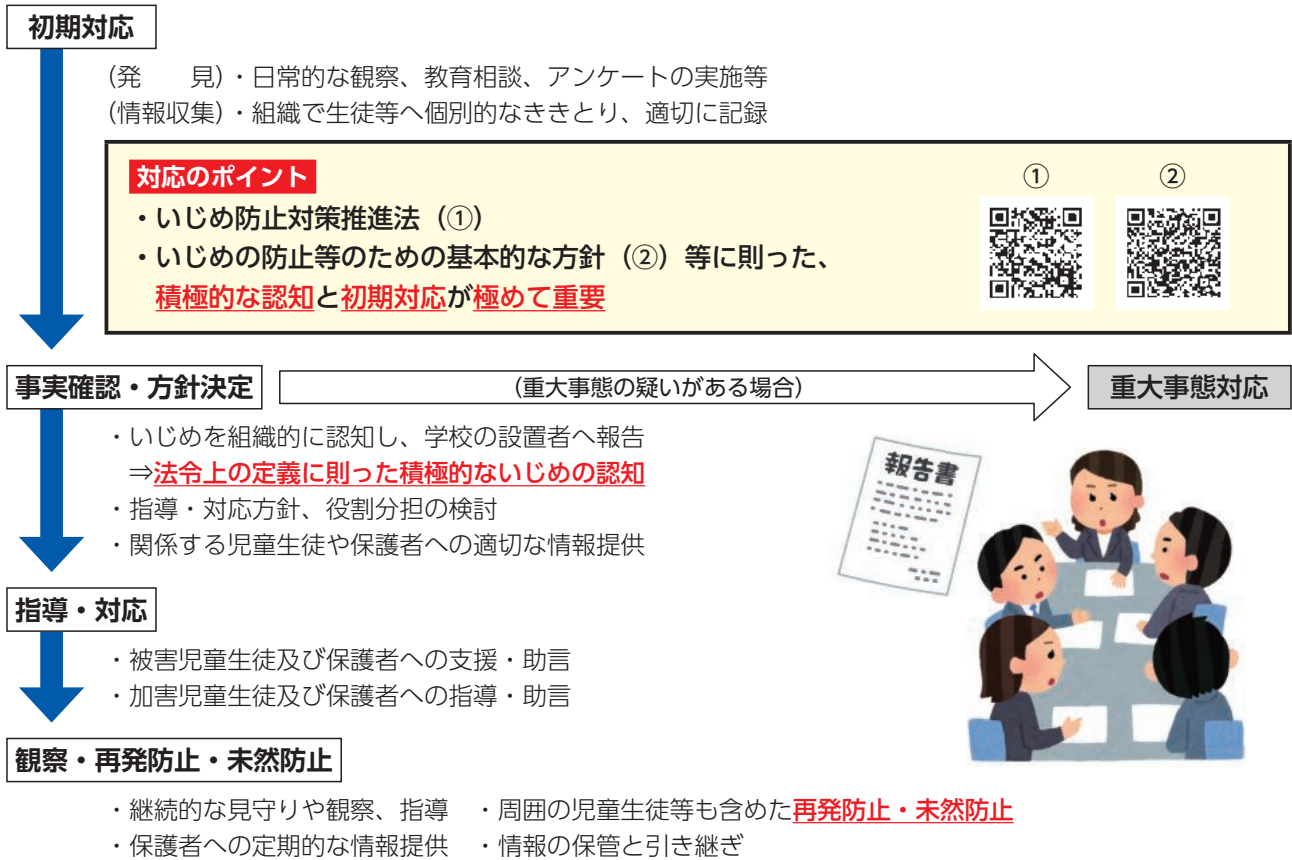 初期対応
(発　　見)・日常的な観察、教育相談、アンケートの実施等
(情報収集)・組織で生徒等へ個別的なききとり、適切に記録
対応のポイント
① ②
・いじめ防止対策推進法（①）
・いじめの防止等のための基本的な方針（②）等に則った、
積極的な認知と初期対応が極めて重要
事実確認・方針決定 (重大事態の疑いがある場合) 重大事態対応
・いじめを組織的に認知し、学校の設置者へ報告
⇒法令上の定義に則った積極的ないじめの認知
・指導・対応方針、役割分担の検討
・関係する児童生徒や保護者への適切な情報提供
報告書
指導・対応
・被害児童生徒及び保護者への支援・助言
・加害児童生徒及び保護者への指導・助言
観察・再発防止・未然防止
・継続的な見守りや観察、指導　・周囲の児童生徒等も含めた再発防止・未然防止
・保護者への定期的な情報提供　・情報の保管と引き継ぎ